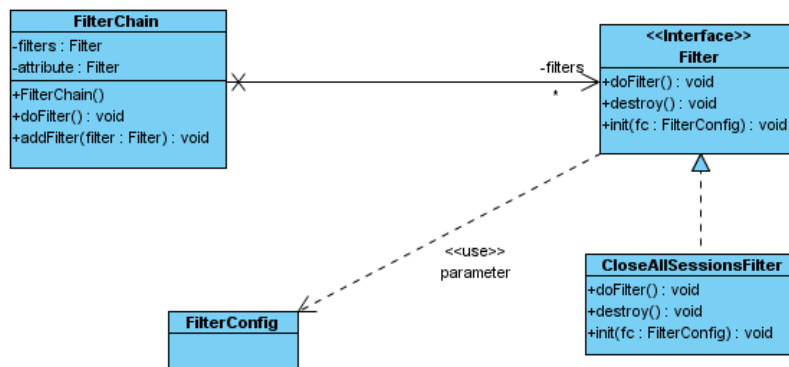 FilterChain
-filters : Filter
-attribute : Filter
+FilterChain()
+doFilter() : void
+addFilter(filter : Filter) : void
-filters
*
<<Interface>>
Filter
+doFilter() : void
+destroy() : void
+init(fc : FilterConfig) : void
<<use>>
parameter
CloseAllSessionsFilter
+doFilter() : void
+destroy() : void
+init(fc : FilterConfig) : void
FilterConfig